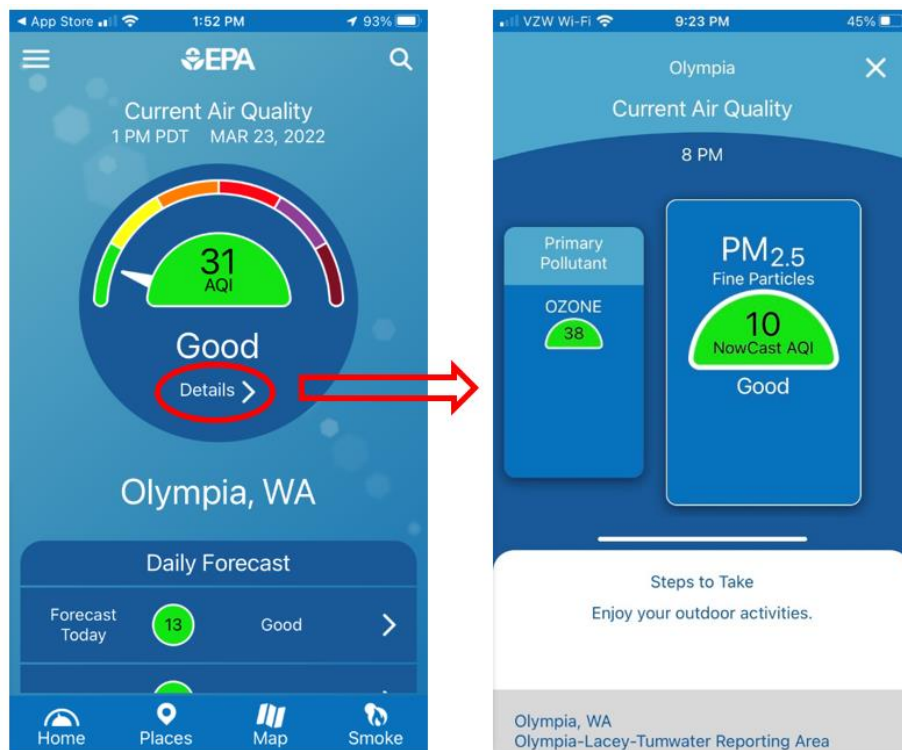 App Store 1:52 PM 93%
EPA
Current Air Quality
1 PM PDT MAR 23, 2022
31
AQI
Good
Details
Olympia, WA
Daily Forecast
Forecast
Today
13
Good
Home Places Map Smoke
VZW Wi-Fi 9:23 PM 45%
Olympia
Current Air Quality
8 PM
Primary
Pollutant
OZONE
38
PM2.5
Fine Particles
10
NowCast AQI
Good
Steps to Take
Enjoy your outdoor activities.
Olympia, WA
Olympia-Lacey-Tumwater Reporting Area